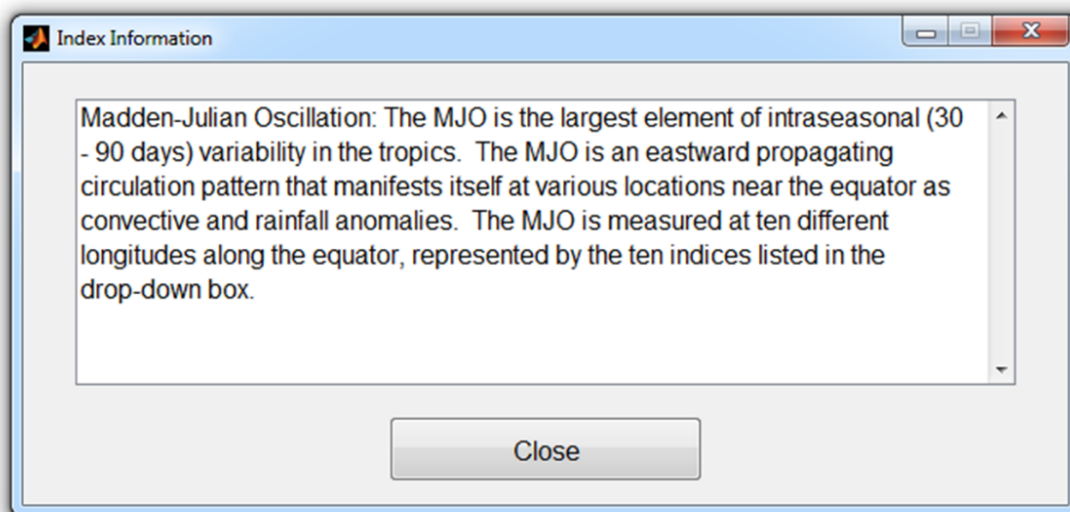 Index Information
Madden-Julian Oscillation: The MJO is the largest element of intraseasonal (30
- 90 days) variability in the tropics.  The MJO is an eastward propagating
circulation pattern that manifests itself at various locations near the equator as
convective and rainfall anomalies.  The MJO is measured at ten different
longitudes along the equator, represented by the ten indices listed in the
drop-down box.
Close